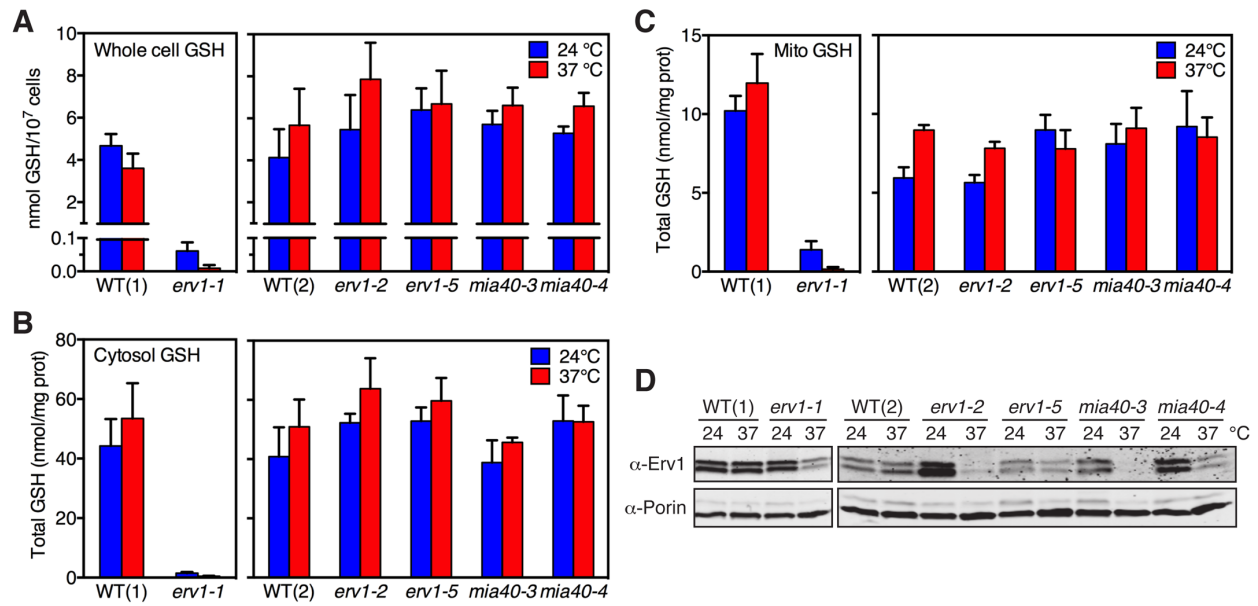 A
Whole cell GSH
24 °C
37 °C
nmol GSH/10⁷ cells
10
8
6
4
2
0.1
0.0
WT(1) erv1-1 WT(2) erv1-2 erv1-5 mia40-3 mia40-4
B
Cytosol GSH
24°C
37°C
Total GSH (nmol/mg prot)
80
60
40
20
0
WT(1) erv1-1 WT(2) erv1-2 erv1-5 mia40-3 mia40-4
C
Mito GSH
24°C
37°C
Total GSH (nmol/mg prot)
15
10
5
0
WT(1) erv1-1 WT(2) erv1-2 erv1-5 mia40-3 mia40-4
D
WT(1) erv1-1 WT(2) erv1-2 erv1-5 mia40-3 mia40-4
24 37 24 37 24 37 24 37 24 37 24 37 24 37 °C
α-Erv1
α-Porin